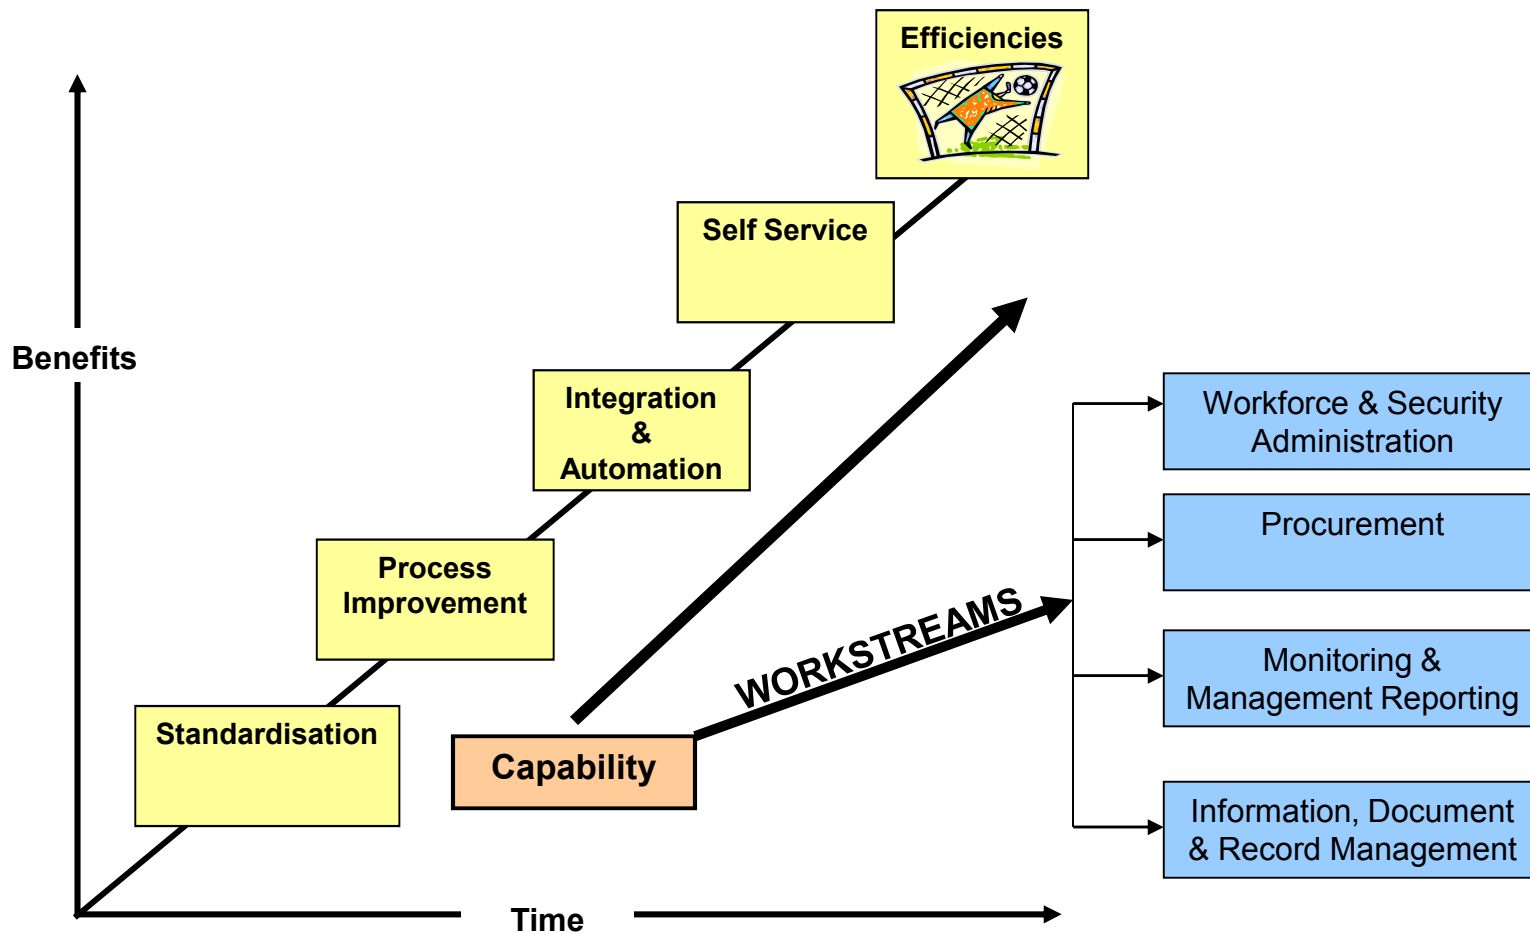 Efficiencies
Self Service
Benefits
Integration
&
Automation
Workforce & Security
Administration
Procurement
Process
Improvement
WORKSTREAMS
Monitoring &
Management Reporting
Standardisation
Capability
Information, Document
& Record Management
Time